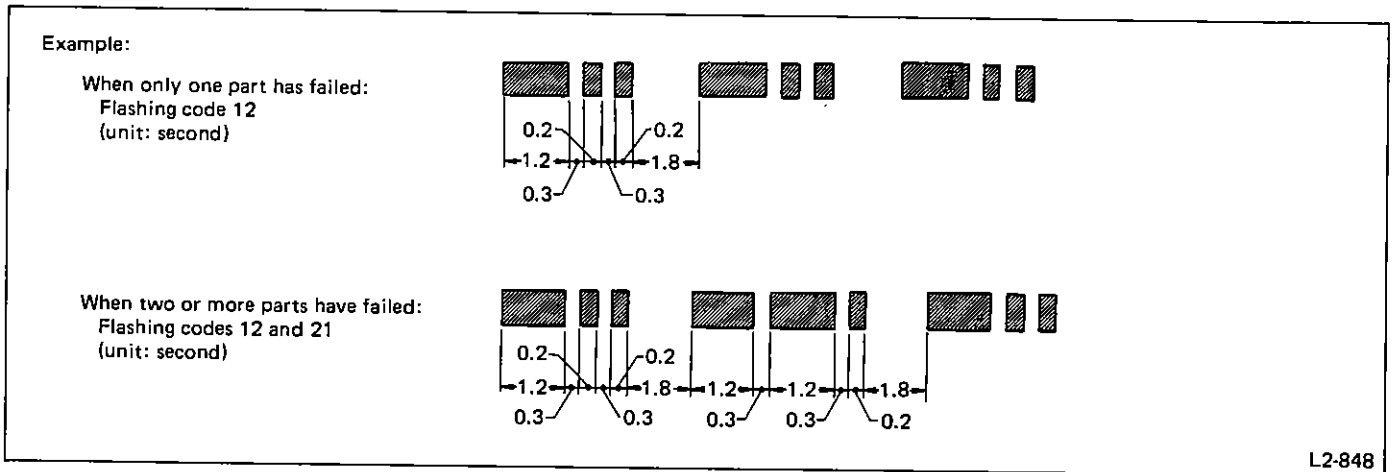 Example:
When only one part has failed:
Flashing code 12
(unit: second)
0.2 0.2
1.2 1.8
0.3 0.3
When two or more parts have failed:
Flashing codes 12 and 21
(unit: second)
0.2 0.2
1.2 1.8 1.2 1.2 1.8
0.3 0.3 0.3 0.3 0.2
L2-848